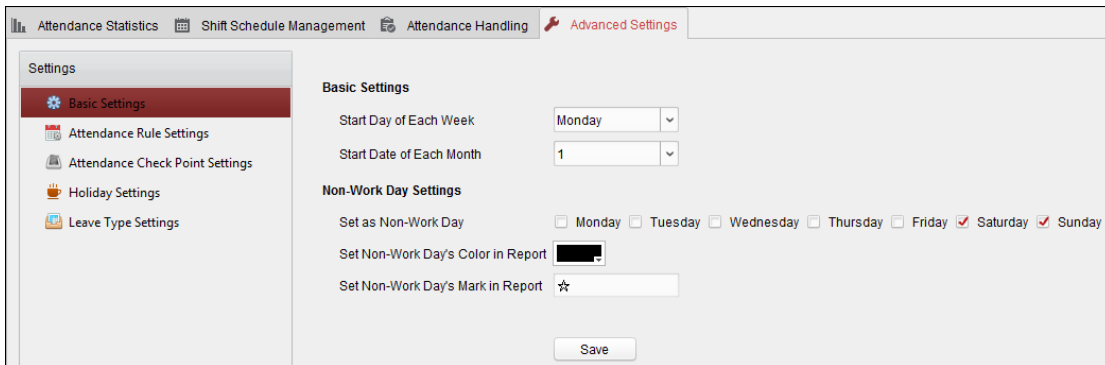 Attendance Statistics Shift Schedule Management Attendance Handling Advanced Settings
Settings
Basic Settings
Attendance Rule Settings
Attendance Check Point Settings
Holiday Settings
Leave Type Settings
Basic Settings
Start Day of Each Week Monday
Start Date of Each Month 1
Non-Work Day Settings
Set as Non-Work Day Monday Tuesday Wednesday Thursday Friday Saturday Sunday
Set Non-Work Day's Color in Report
Set Non-Work Day's Mark in Report ☆
Save